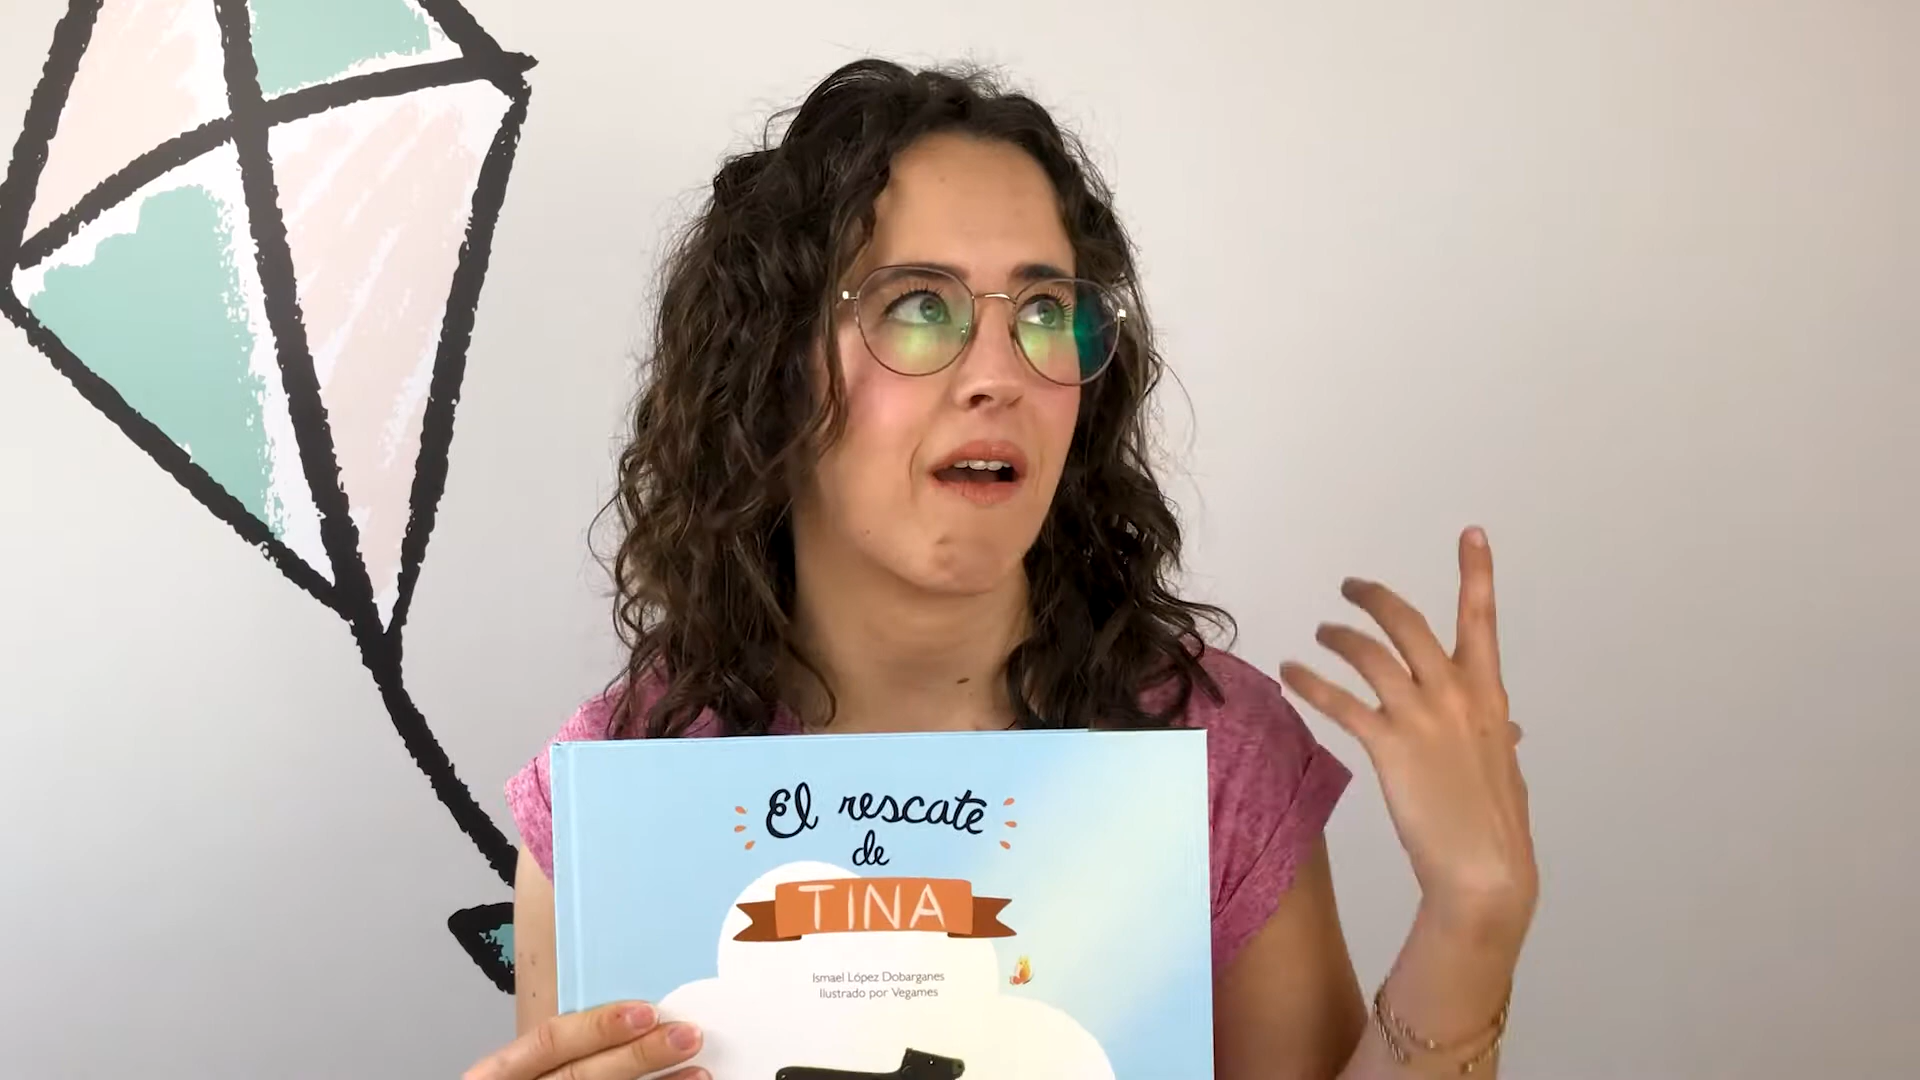 El rescate
de
TINA
Ismael López Dobarganes
Ilustrado por Vegames